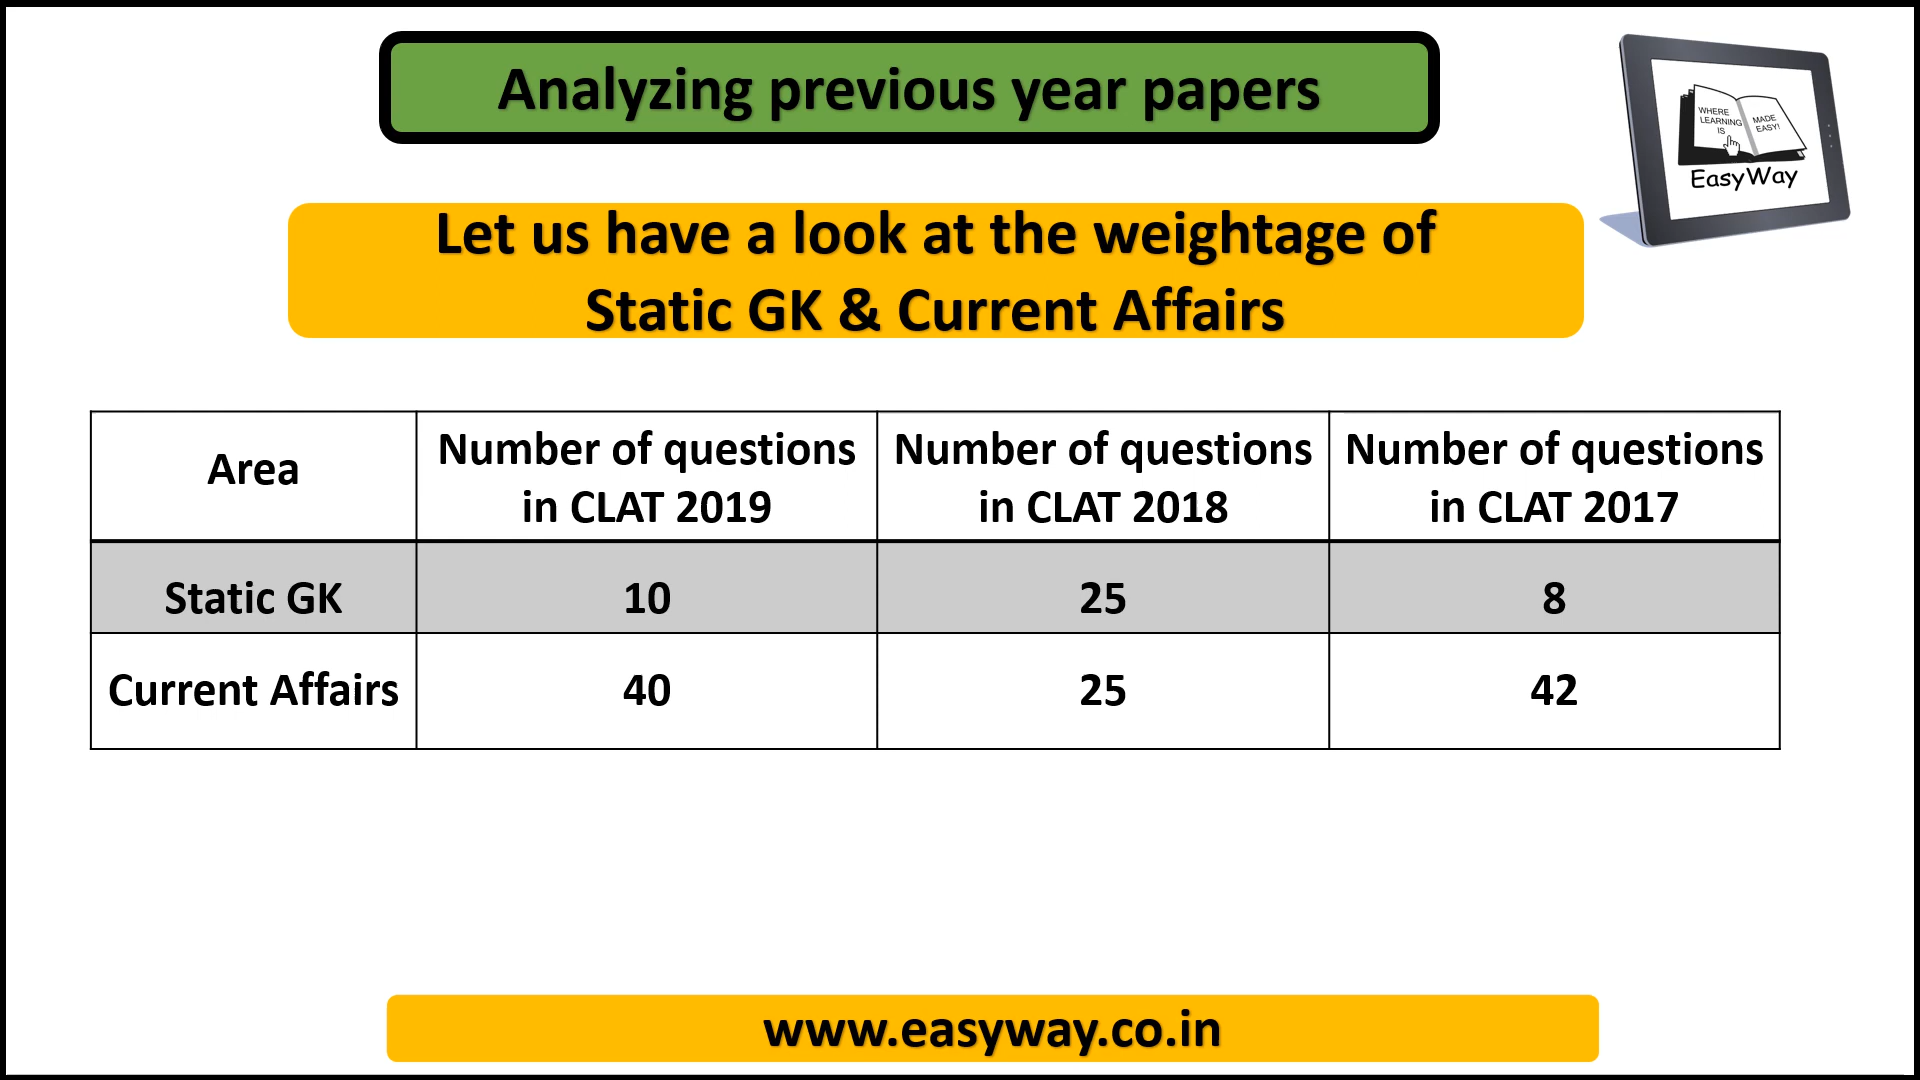 Analyzing previous year papers
WHERE
LEARNING
IS
MADE
EASY!
EasyWay
Let us have a look at the weightage of
Static GK & Current Affairs
Area
Number of questions
in CLAT 2019
Number of questions
in CLAT 2018
Number of questions
in CLAT 2017
Static GK
10
25
8
Current Affairs
40
25
42
www.easyway.co.in